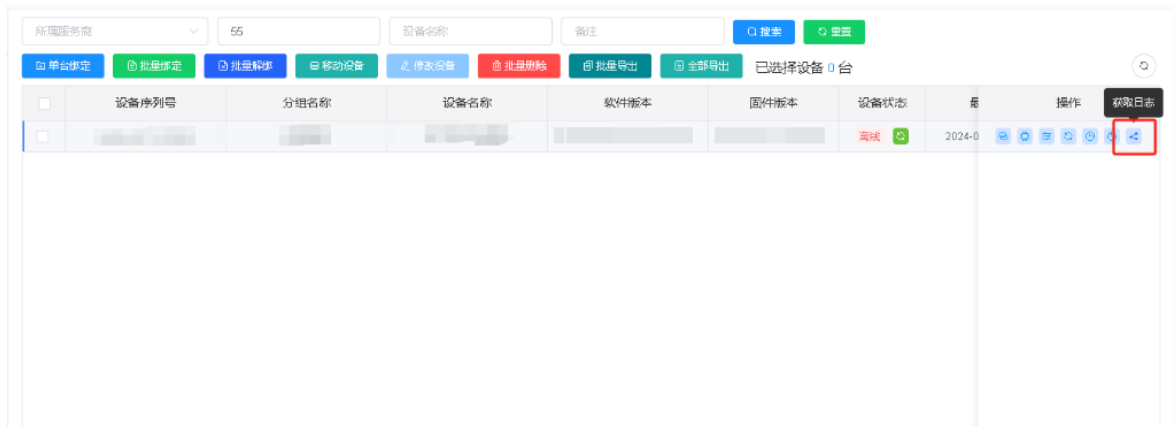 所属服务商 55 设备名称 备注 搜索 重置
单台绑定 批量绑定 批量解绑 移动设备 修改设备 批量删除 批量导出 全部导出 已选择设备 0 台
设备序列号 分组名称 设备名称 软件版本 固件版本 设备状态 最 操作 获取日志
离线 2024-0